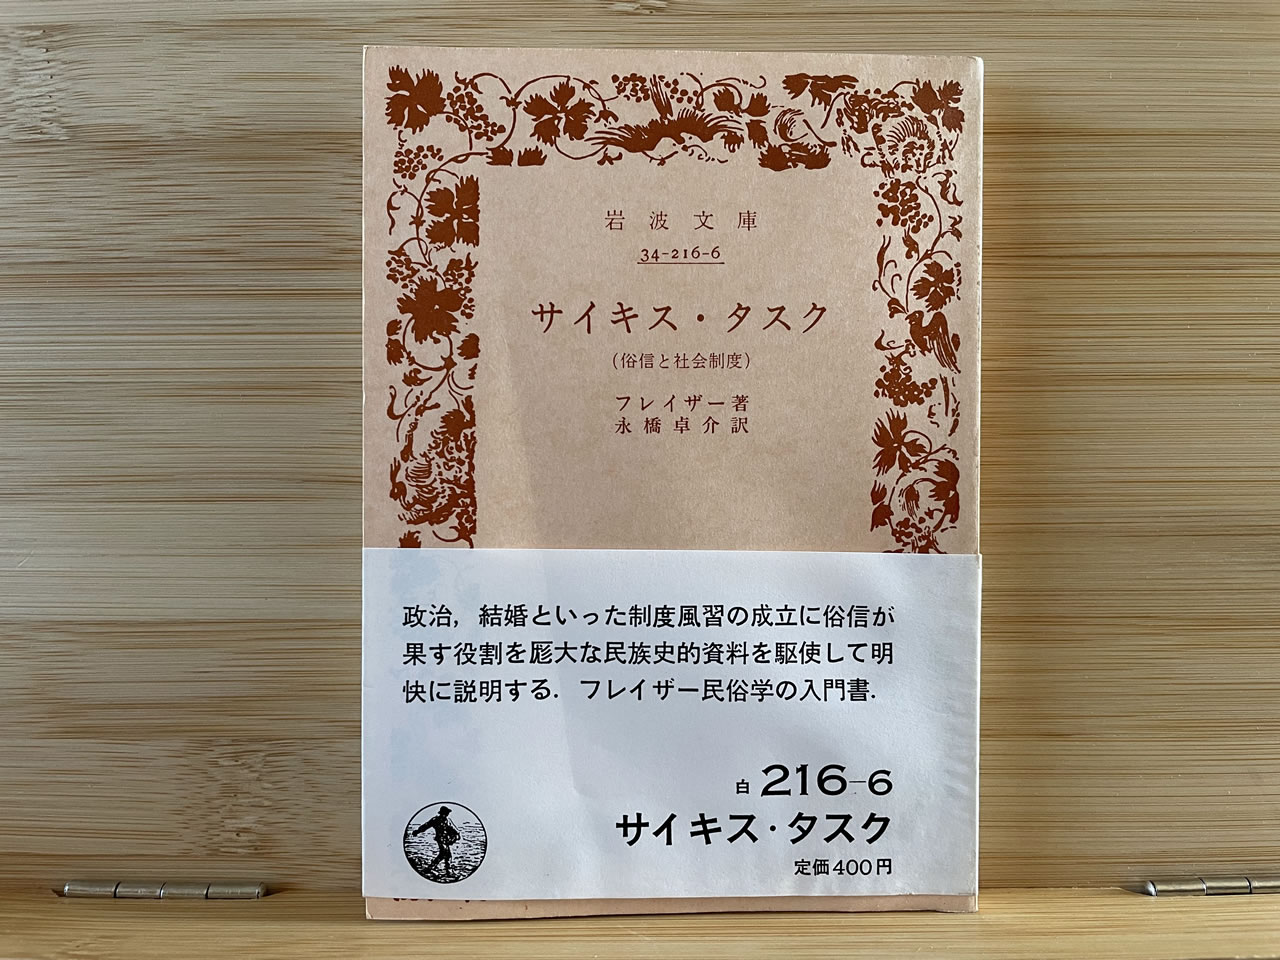 岩波文庫
34-216-6
サイキス・タスク
(俗信と社会制度)
フレイザー著
永橋卓介訳
政治，結婚といった制度風習の成立に俗信が
果す役割を厖大な民族史的資料を駆使して明
快に説明する．フレイザー民俗学の入門書．
白 216-6
サイキス・タスク
定価400円